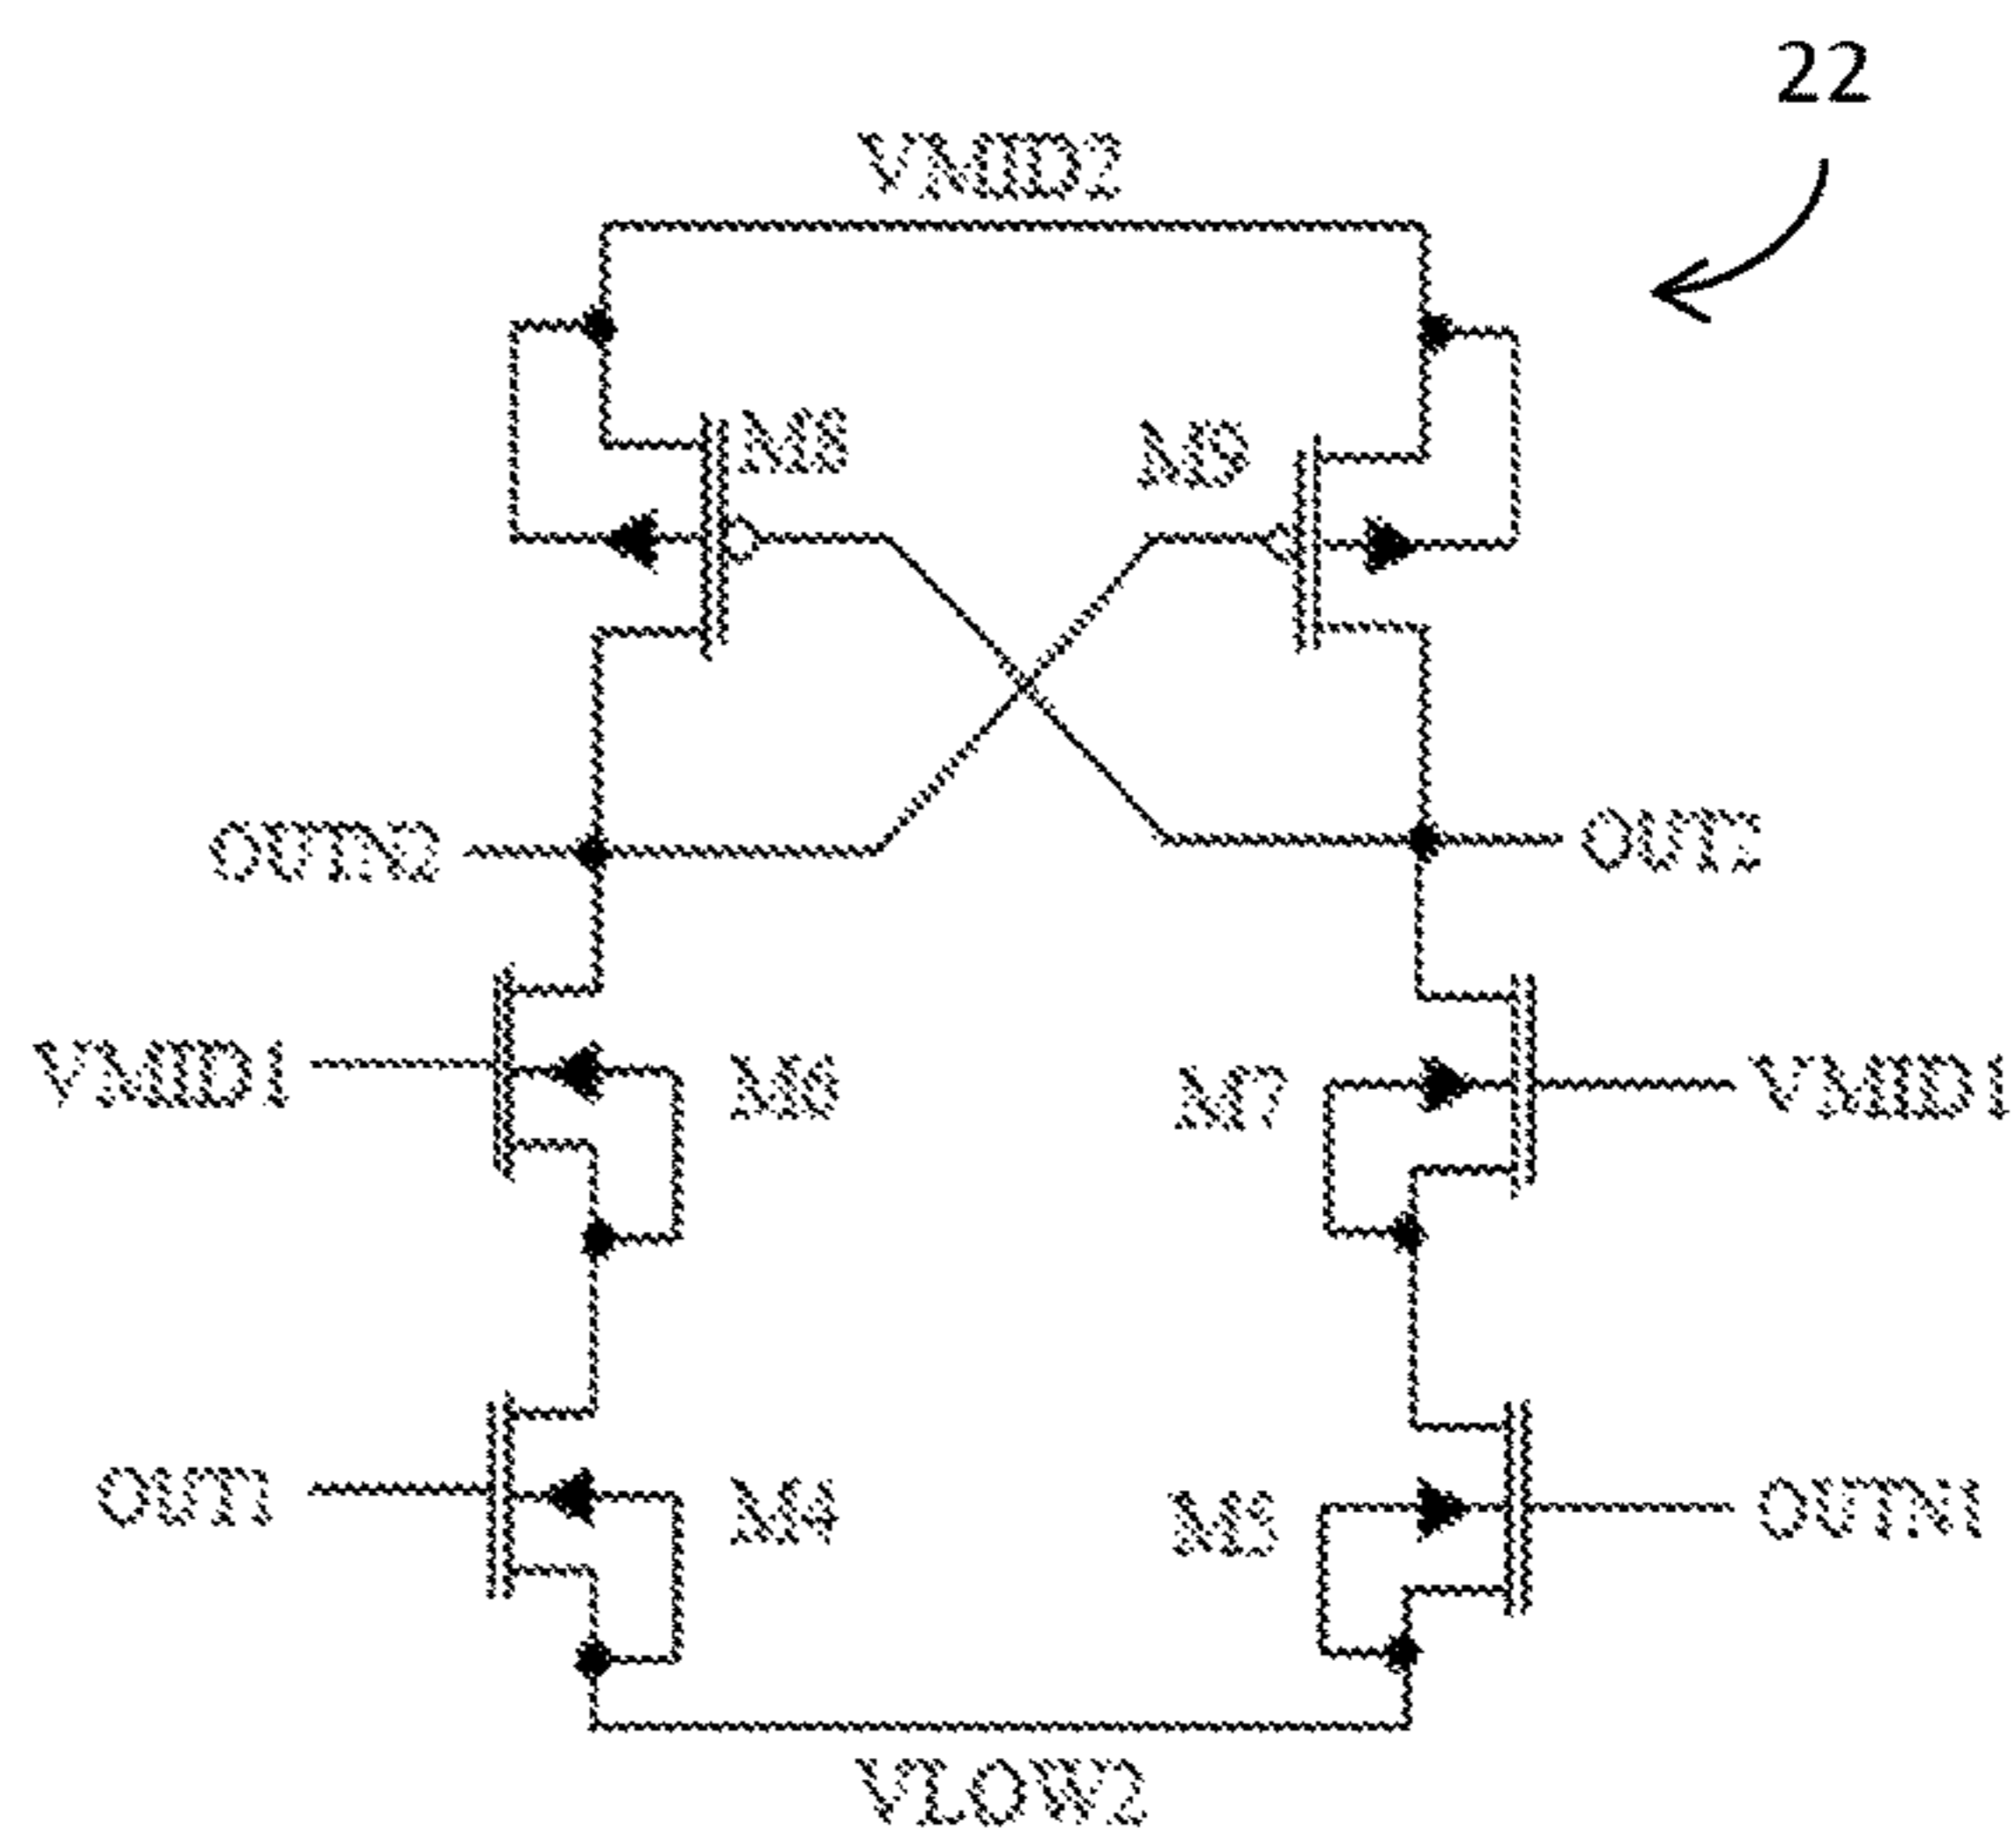 22
VMID2
M8
M9
OUTN2
OUT2
VMID1
M6
M7
VMID1
OUT1
M4
M5
OUTN1
VLOW2